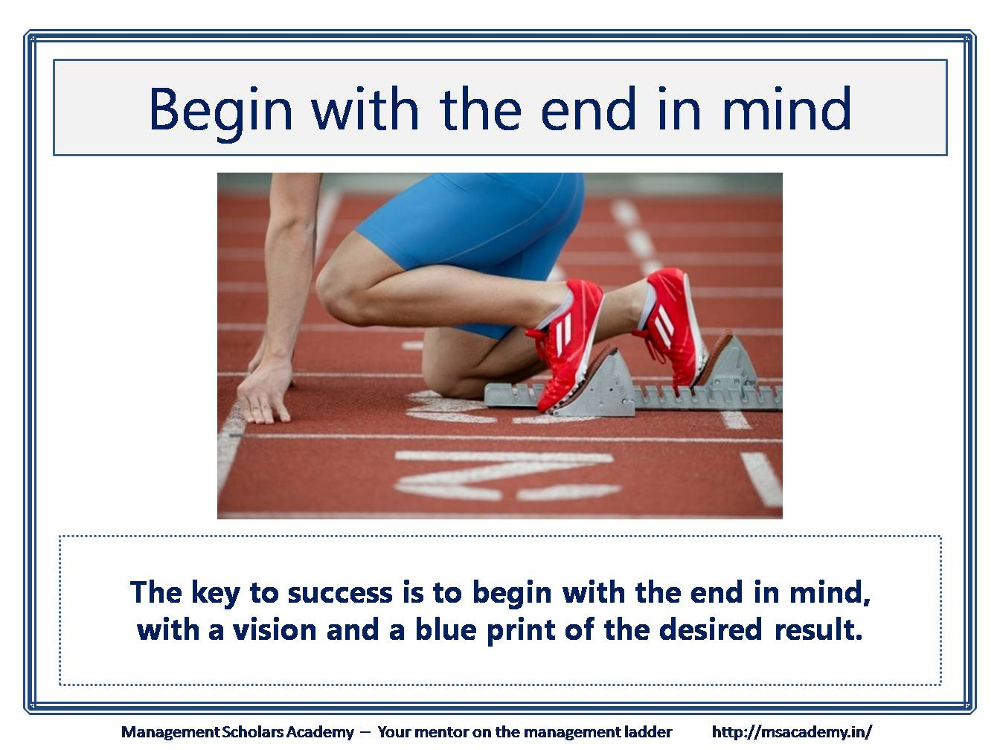 Begin with the end in mind
The key to success is to begin with the end in mind,
with a vision and a blue print of the desired result.
Management Scholars Academy – Your mentor on the management ladder http://msacademy.in/